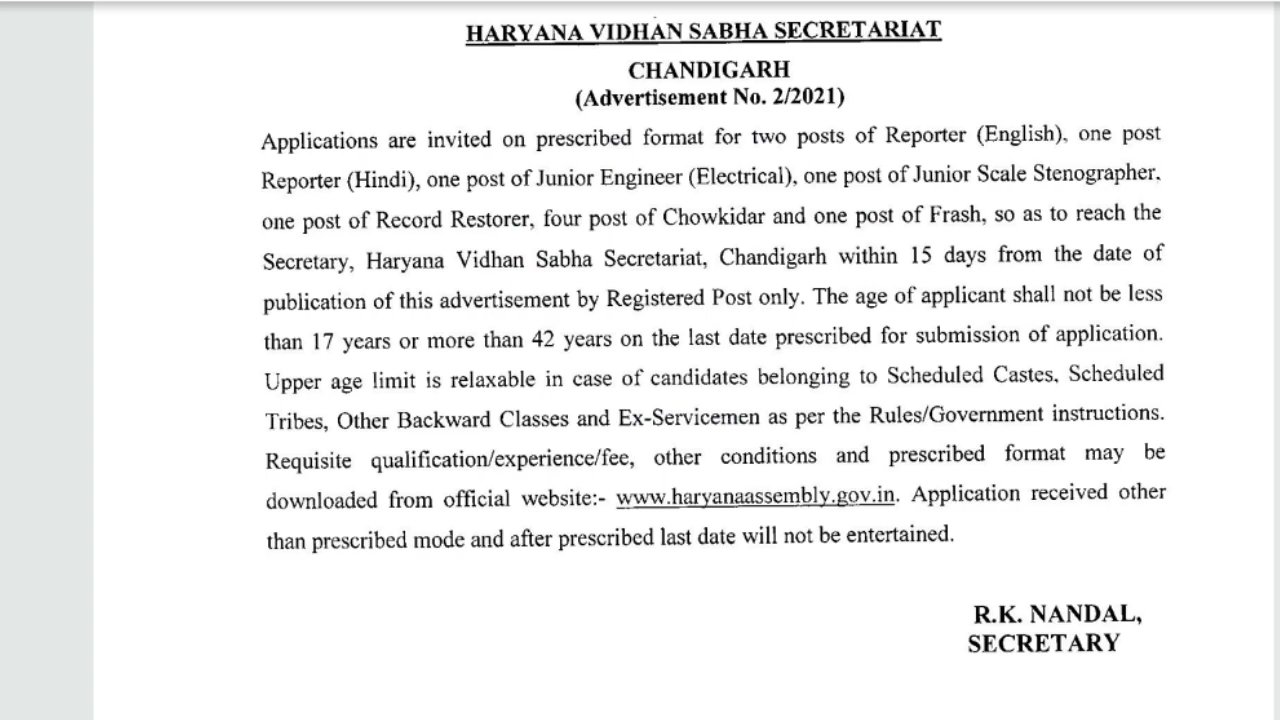 HARYANA VIDHAN SABHA SECRETARIAT
CHANDIGARH
(Advertisement No. 2/2021)
Applications are invited on prescribed format for two posts of Reporter (English), one post
Reporter (Hindi), one post of Junior Engineer (Electrical), one post of Junior Scale Stenographer,
one post of Record Restorer, four post of Chowkidar and one post of Frash, so as to reach the
Secretary, Haryana Vidhan Sabha Secretariat, Chandigarh within 15 days from the date of
publication of this advertisement by Registered Post only. The age of applicant shall not be less
than 17 years or more than 42 years on the last date prescribed for submission of application.
Upper age limit is relaxable in case of candidates belonging to Scheduled Castes, Scheduled
Tribes, Other Backward Classes and Ex-Servicemen as per the Rules/Government instructions.
Requisite qualification/experience/fee, other conditions and prescribed format may be
downloaded from official website:- www.haryanaassembly.gov.in. Application received other
than prescribed mode and after prescribed last date will not be entertained.
R.K. NANDAL,
SECRETARY